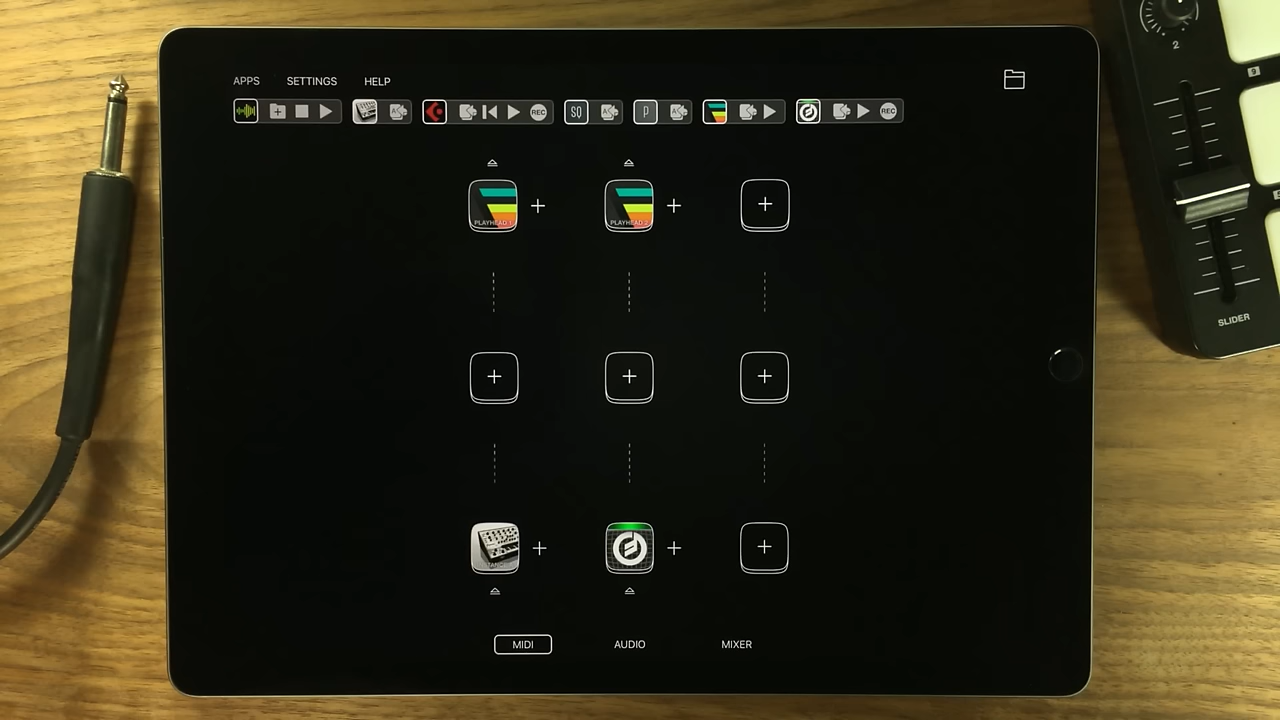 APPS SETTINGS HELP
REC SQ P REC
PLAYHEAD 1 PLAYHEAD 2
MIDI AUDIO MIXER
2
9
SLIDER